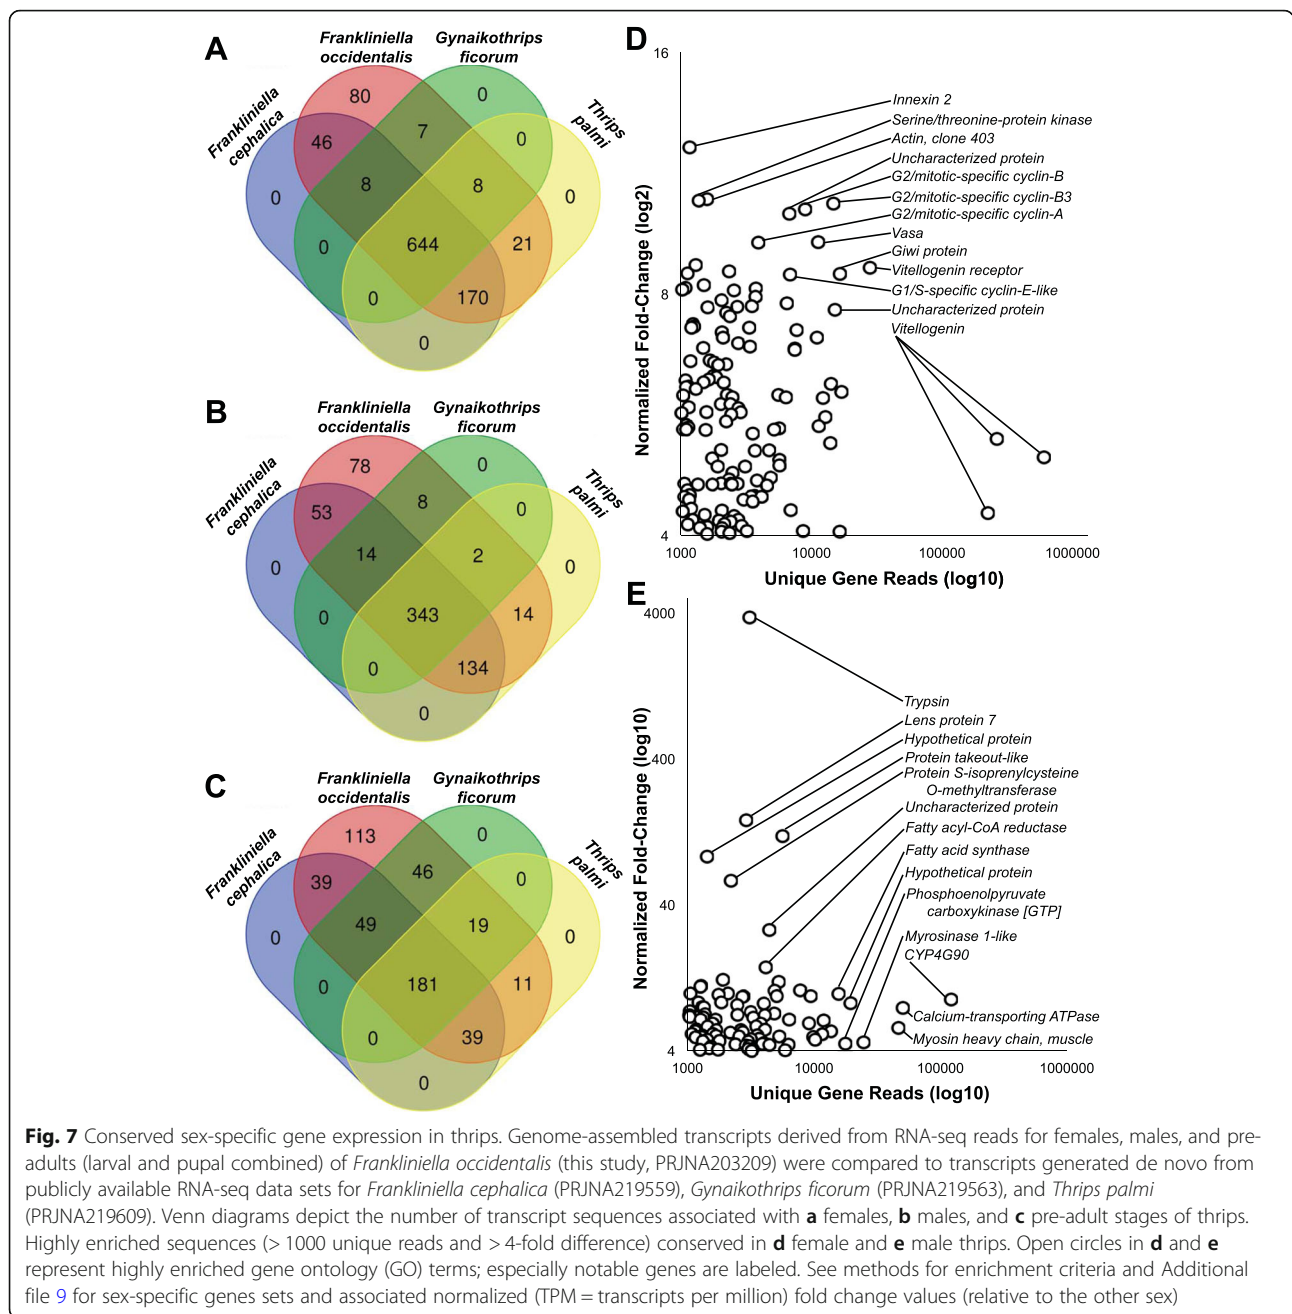 A
Frankliniella
occidentalis
Gynaikothrips
ficorum
Frankliniella
cephalica
Thrips
palmi
80
0
46
7
0
0
8
8
0
0
644
21
0
170
0
B
Frankliniella
occidentalis
Gynaikothrips
ficorum
Frankliniella
cephalica
Thrips
palmi
78
0
53
8
0
0
14
2
0
0
343
14
0
134
0
C
Frankliniella
occidentalis
Gynaikothrips
ficorum
Frankliniella
cephalica
Thrips
palmi
113
0
39
46
0
0
49
19
0
0
181
11
0
39
0
D
Normalized Fold-Change (log2)
16
8
4
Innexin 2
Serine/threonine-protein kinase
Actin, clone 403
Uncharacterized protein
G2/mitotic-specific cyclin-B
G2/mitotic-specific cyclin-B3
G2/mitotic-specific cyclin-A
Vasa
Giwi protein
Vitellogenin receptor
G1/S-specific cyclin-E-like
Uncharacterized protein
Vitellogenin
1000 10000 100000 1000000
Unique Gene Reads (log10)
E
Normalized Fold-Change (log10)
4000
400
40
4
Trypsin
Lens protein 7
Hypothetical protein
Protein takeout-like
Protein S-isoprenylcysteine
O-methyltransferase
Uncharacterized protein
Fatty acyl-CoA reductase
Fatty acid synthase
Hypothetical protein
Phosphoenolpyruvate
carboxykinase [GTP]
Myrosinase 1-like
CYP4G90
Calcium-transporting ATPase
Myosin heavy chain, muscle
1000 10000 100000 1000000
Unique Gene Reads (log10)
Fig. 7 Conserved sex-specific gene expression in thrips. Genome-assembled transcripts derived from RNA-seq reads for females, males, and pre-
adults (larval and pupal combined) of Frankliniella occidentalis (this study, PRJNA203209) were compared to transcripts generated de novo from
publicly available RNA-seq data sets for Frankliniella cephalica (PRJNA219559), Gynaikothrips ficorum (PRJNA219563), and Thrips palmi
(PRJNA219609). Venn diagrams depict the number of transcript sequences associated with a females, b males, and c pre-adult stages of thrips.
Highly enriched sequences (> 1000 unique reads and > 4-fold difference) conserved in d female and e male thrips. Open circles in d and e
represent highly enriched gene ontology (GO) terms; especially notable genes are labeled. See methods for enrichment criteria and Additional
file 9 for sex-specific genes sets and associated normalized (TPM = transcripts per million) fold change values (relative to the other sex)